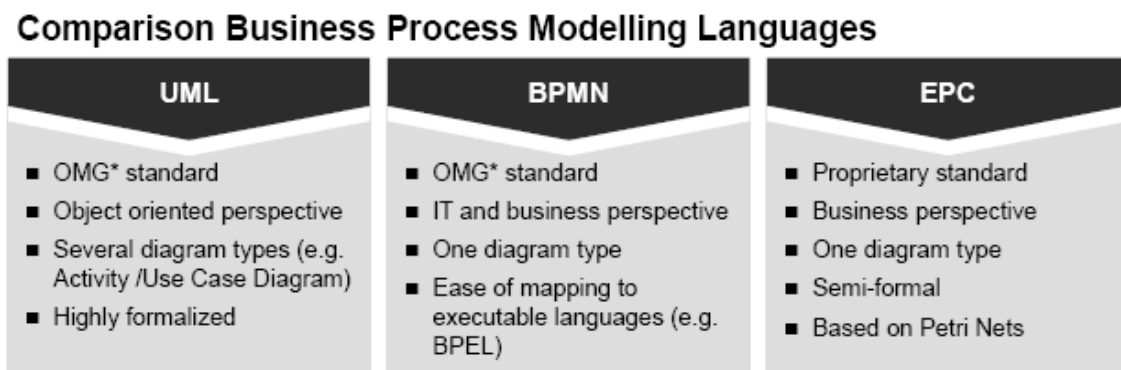 Comparison Business Process Modelling Languages
UML
■ OMG* standard
■ Object oriented perspective
■ Several diagram types (e.g.
Activity /Use Case Diagram)
■ Highly formalized
BPMN
■ OMG* standard
■ IT and business perspective
■ One diagram type
■ Ease of mapping to
executable languages (e.g.
BPEL)
EPC
■ Proprietary standard
■ Business perspective
■ One diagram type
■ Semi-formal
■ Based on Petri Nets